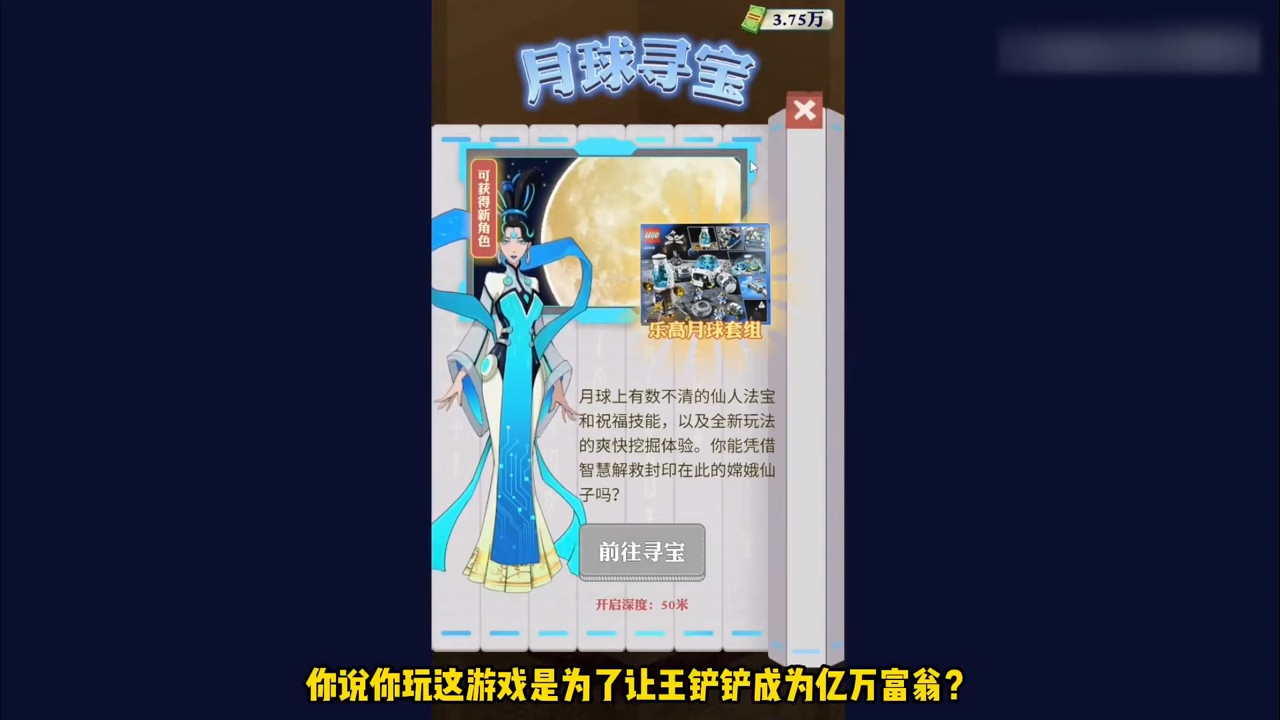 3.75万
月球寻宝
可获得新角色
LEGO
乐高月球套组
月球上有数不清的仙人法宝
和祝福技能，以及全新玩法
的爽快挖掘体验。你能凭借
智慧解救封印在此的嫦娥仙
子吗？
前往寻宝
开启深度：50米
你说你玩这游戏是为了让王铲铲成为亿万富翁？